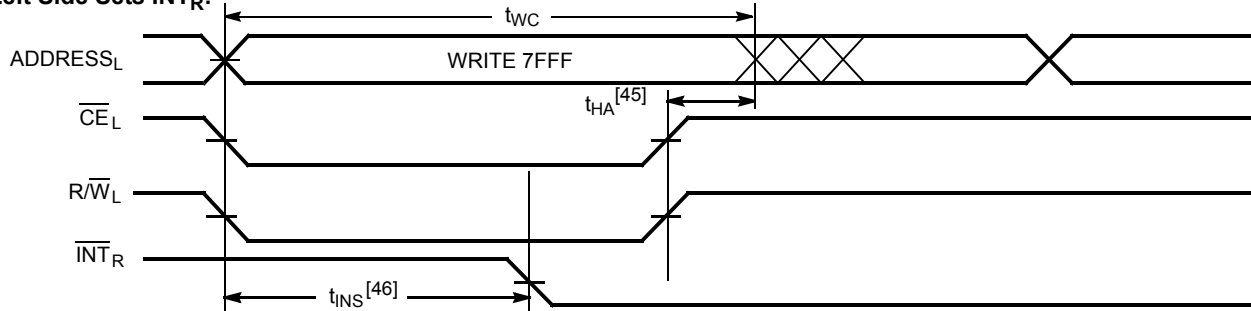 Left Side Sets INTR:
tWC
ADDRESSL
WRITE 7FFF
tHA[45]
CEL
R/WL
INTR
tINS[46]